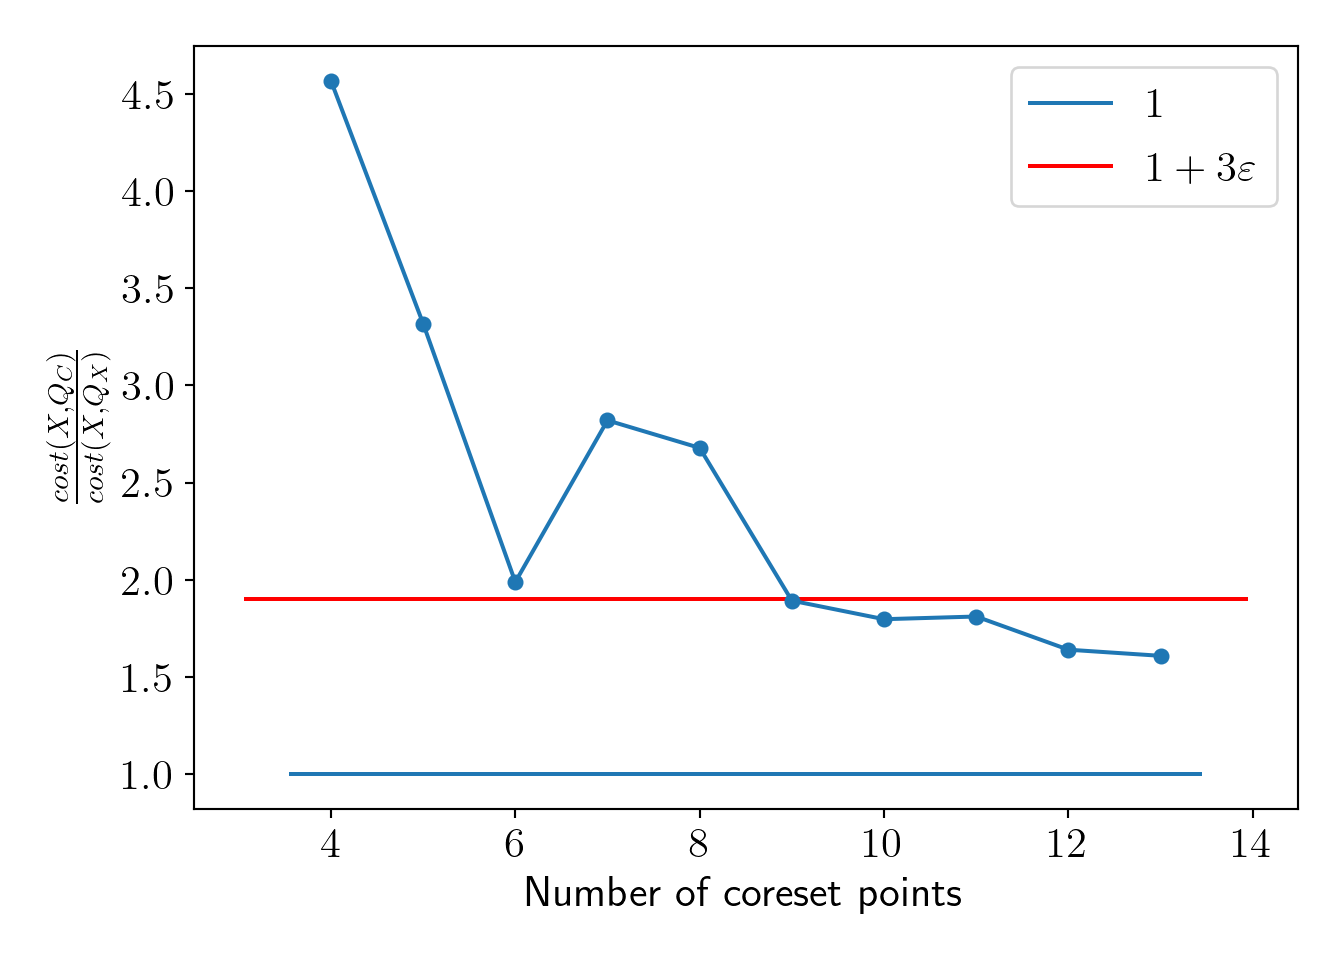 4.5
4.0
3.5
3.0
2.5
2.0
1.5
1.0
cost(X,Q_C)
cost(X,Q_X)
1
1 + 3ε
4 6 8 10 12 14
Number of coreset points